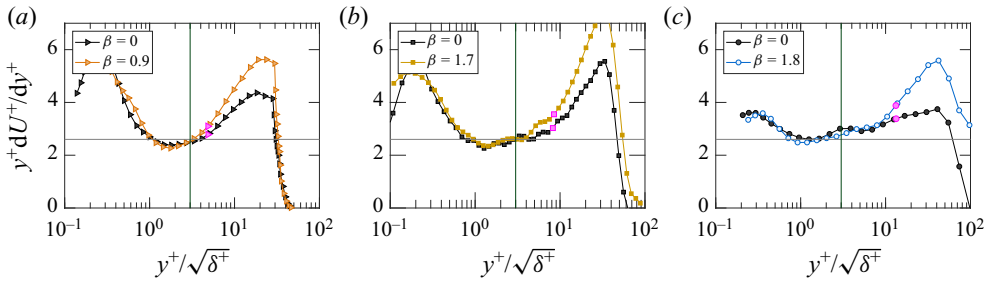 (a) (b) (c)
6 6 6
β = 0 β = 0 β = 0
β = 0.9 β = 1.7 β = 1.8
y⁺dU⁺/dy⁺
4 4 4
2 2 2
0 0 0
10⁻¹ 10⁰ 10¹ 10² 10⁻¹ 10⁰ 10¹ 10² 10⁻¹ 10⁰ 10¹ 10²
y⁺/√δ⁺ y⁺/√δ⁺ y⁺/√δ⁺